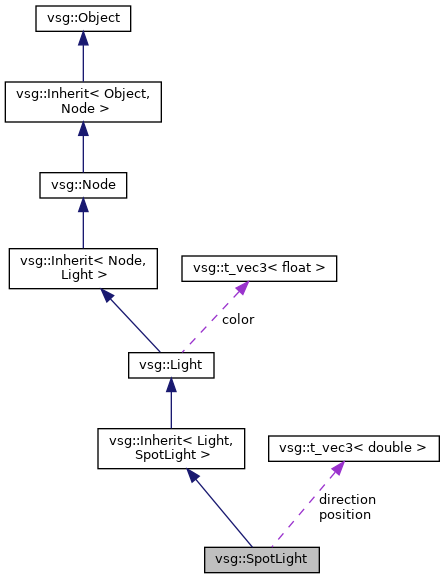 vsg::Object
vsg::Inherit< Object,
Node >
vsg::Node
vsg::Inherit< Node,
Light >
vsg::t_vec3< float >
color
vsg::Light
vsg::Inherit< Light,
SpotLight >
vsg::t_vec3< double >
direction
position
vsg::SpotLight